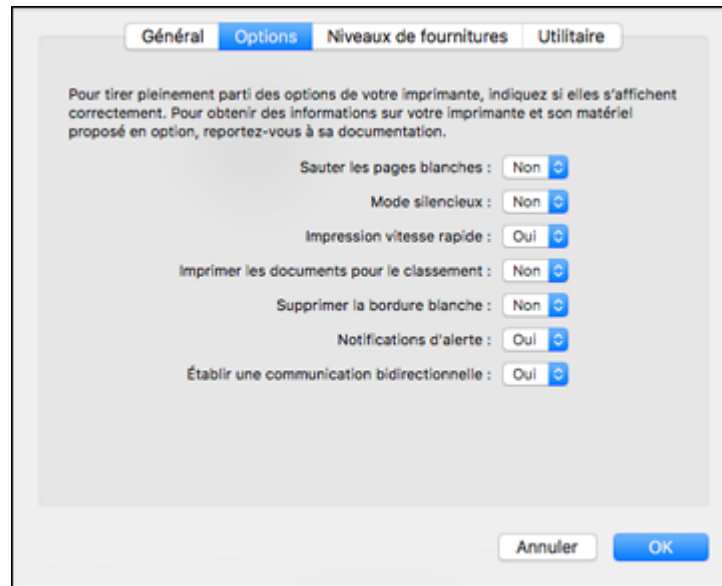 Général Options Niveaux de fournitures Utilitaire
Pour tirer pleinement parti des options de votre imprimante, indiquez si elles s'affichent
correctement. Pour obtenir des informations sur votre imprimante et son matériel
proposé en option, reportez-vous à sa documentation.
Sauter les pages blanches : Non
Mode silencieux : Non
Impression vitesse rapide : Oui
Imprimer les documents pour le classement : Non
Supprimer la bordure blanche : Non
Notifications d'alerte : Oui
Établir une communication bidirectionnelle : Oui
Annuler OK